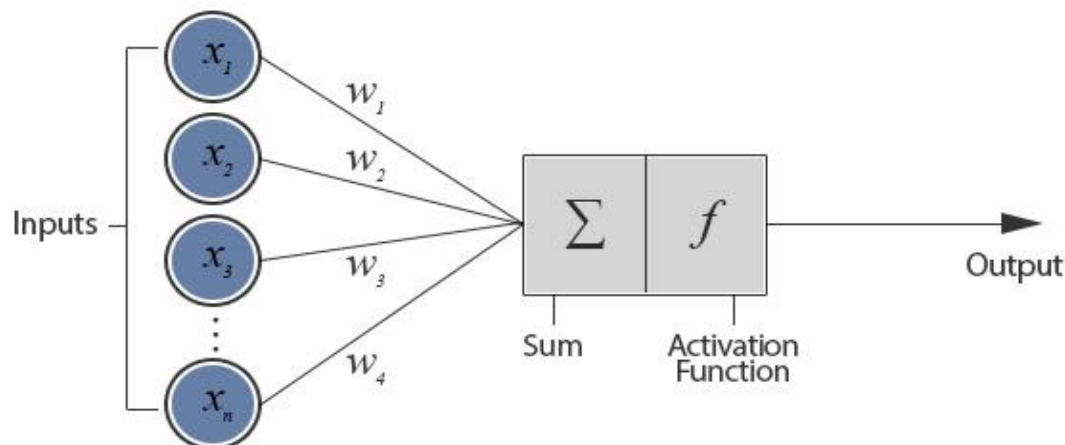 x₁
w₁
x₂
w₂
Inputs
x₃
w₃
xₙ
w₄
Σ
f
Sum
Activation
Function
Output